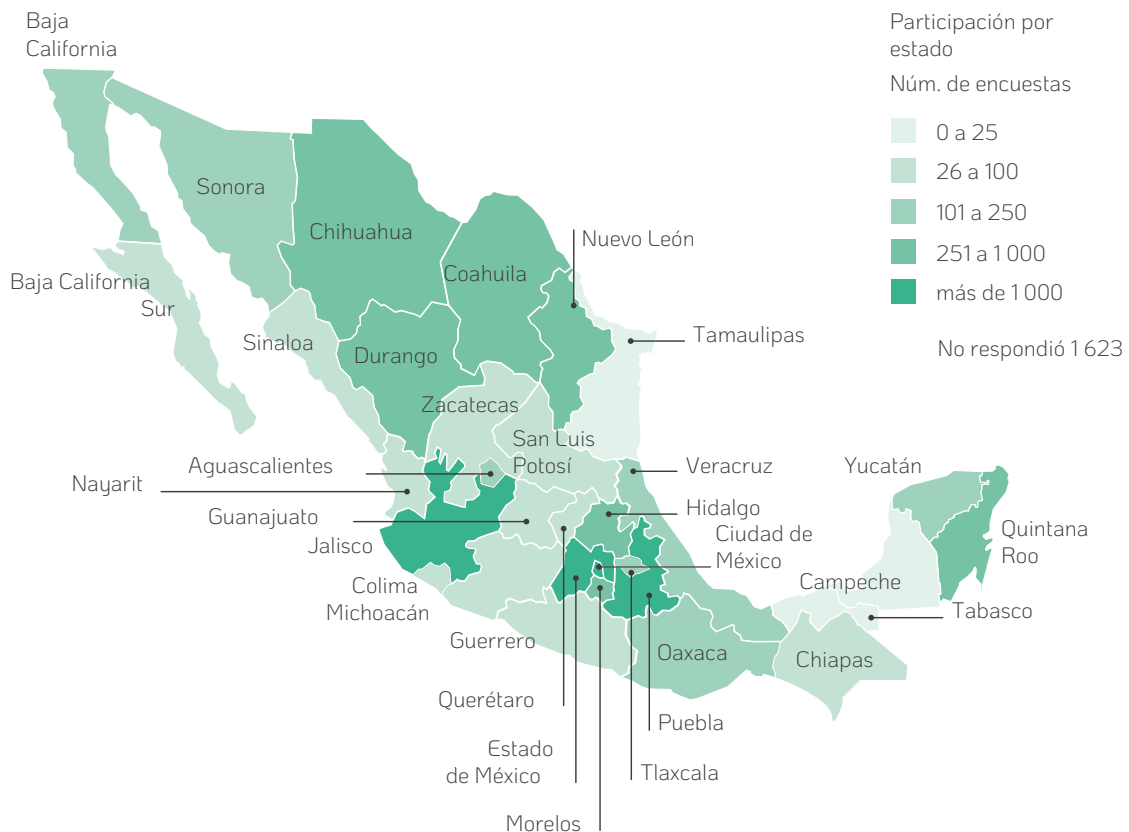 Baja
California
Participación por
estado
Núm. de encuestas
0 a 25
26 a 100
101 a 250
251 a 1 000
más de 1 000
No respondió 1 623
Sonora
Chihuahua
Nuevo León
Coahuila
Baja California
Sur
Sinaloa
Tamaulipas
Durango
Zacatecas
San Luis
Potosí
Aguascalientes
Veracruz
Yucatán
Nayarit
Hidalgo
Guanajuato
Ciudad de
México
Quintana
Roo
Jalisco
Colima
Campeche
Michoacán
Tabasco
Guerrero
Oaxaca
Chiapas
Querétaro
Puebla
Estado
de México
Tlaxcala
Morelos